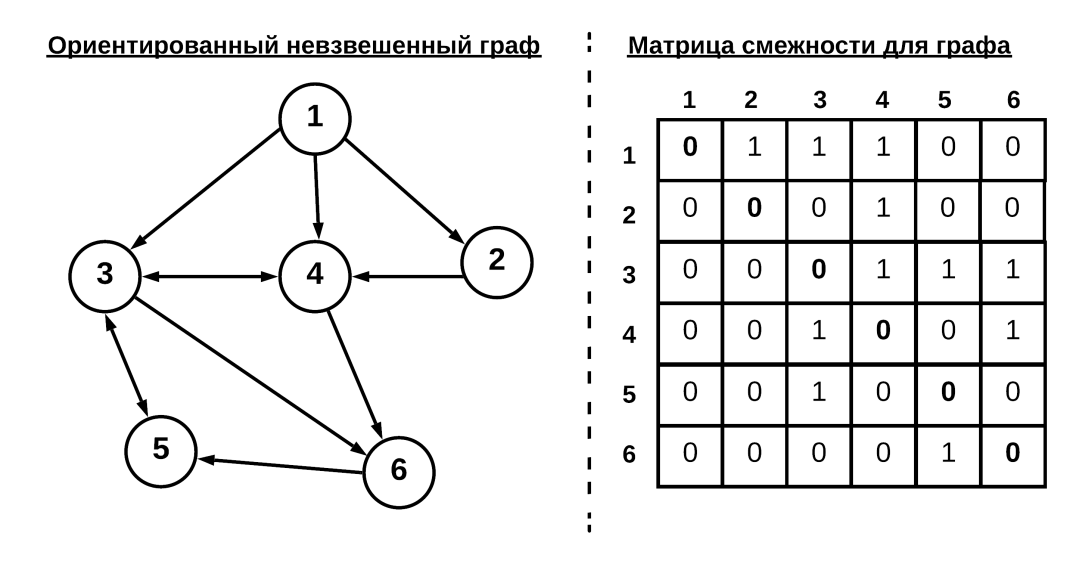 Ориентированный невзвешенный граф
1
3
4
2
5
6
Матрица смежности для графа
1 2 3 4 5 6
1 0 1 1 1 0 0
2 0 0 0 1 0 0
3 0 0 0 1 1 1
4 0 0 1 0 0 1
5 0 0 1 0 0 0
6 0 0 0 0 1 0